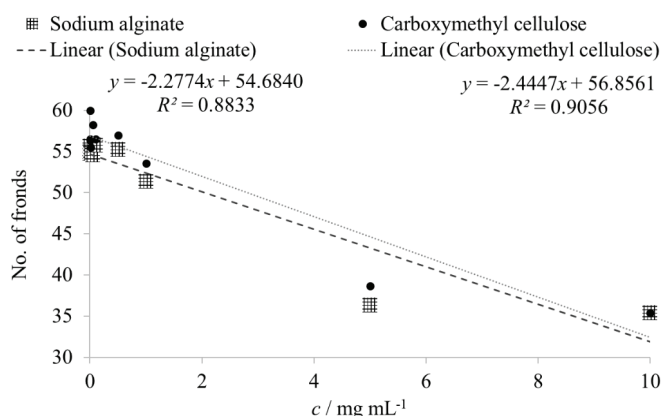 Sodium alginate
Carboxymethyl cellulose
Linear (Sodium alginate)
Linear (Carboxymethyl cellulose)
y = -2.2774x + 54.6840
R² = 0.8833
y = -2.4447x + 56.8561
R² = 0.9056
No. of fronds
60
55
50
45
40
35
30
0
2
4
6
8
10
c / mg mL⁻¹